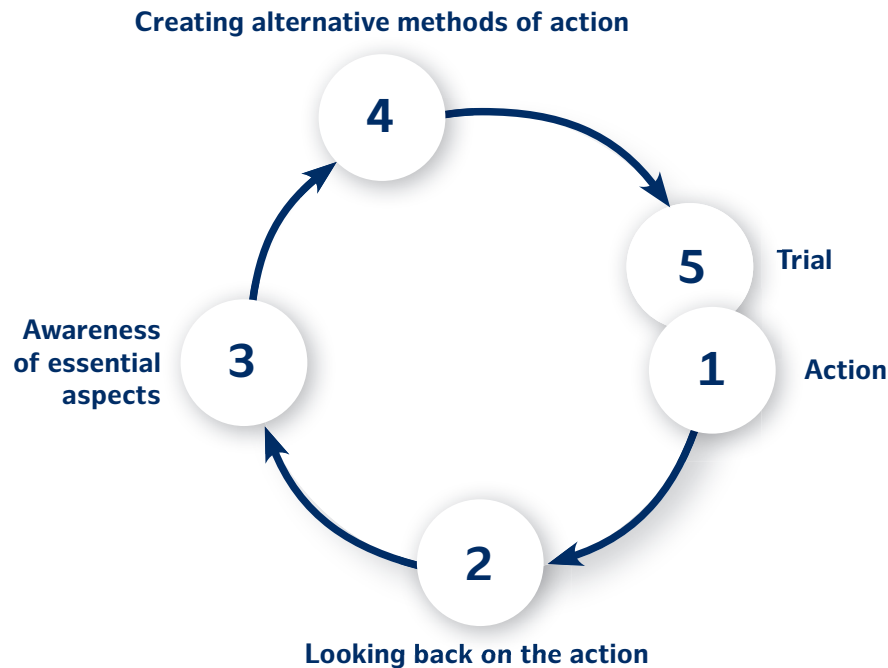 Creating alternative methods of action
4
5
Trial
Awareness
of essential
aspects
3
1
Action
2
Looking back on the action